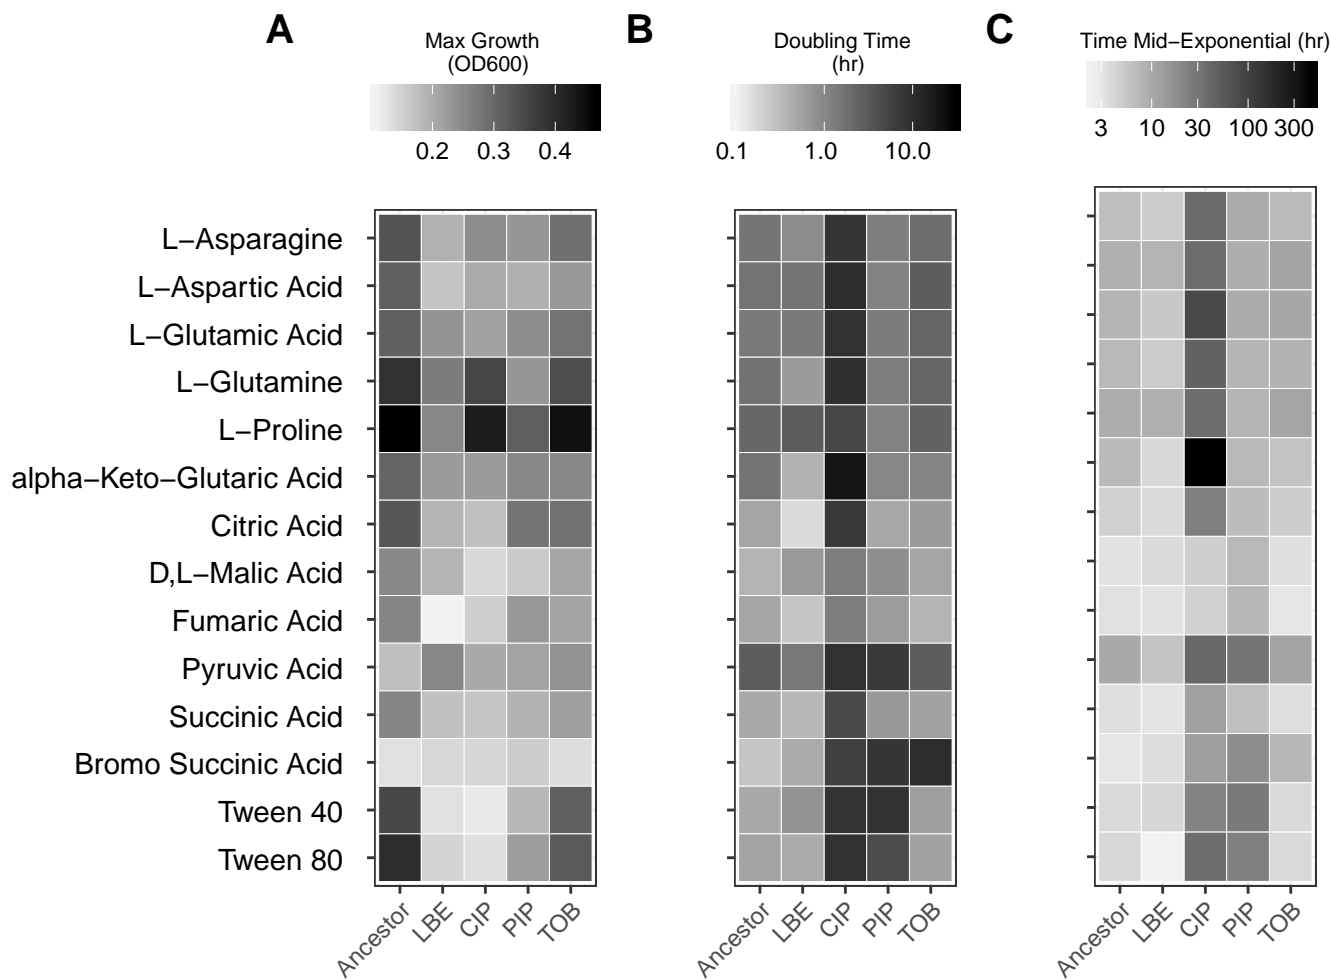 A
Max Growth
(OD600)
0.2 0.3 0.4
B
Doubling Time
(hr)
0.1 1.0 10.0
C
Time Mid−Exponential (hr)
3 10 30 100 300
L−Asparagine
L−Aspartic Acid
L−Glutamic Acid
L−Glutamine
L−Proline
alpha−Keto−Glutaric Acid
Citric Acid
D,L−Malic Acid
Fumaric Acid
Pyruvic Acid
Succinic Acid
Bromo Succinic Acid
Tween 40
Tween 80
Ancestor LBE CIP PIP TOB
Ancestor LBE CIP PIP TOB
Ancestor LBE CIP PIP TOB